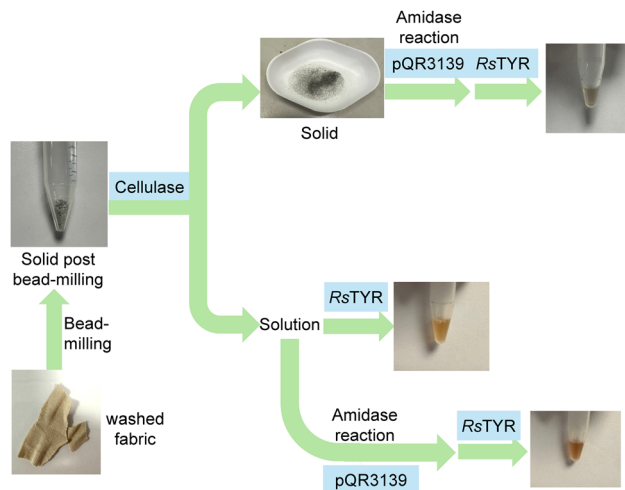 Amidase
reaction
pQR3139 RsTYR
Solid
Cellulase
Solid post
bead-milling
Bead-
milling
washed
fabric
RsTYR
Solution
Amidase
reaction
pQR3139
RsTYR